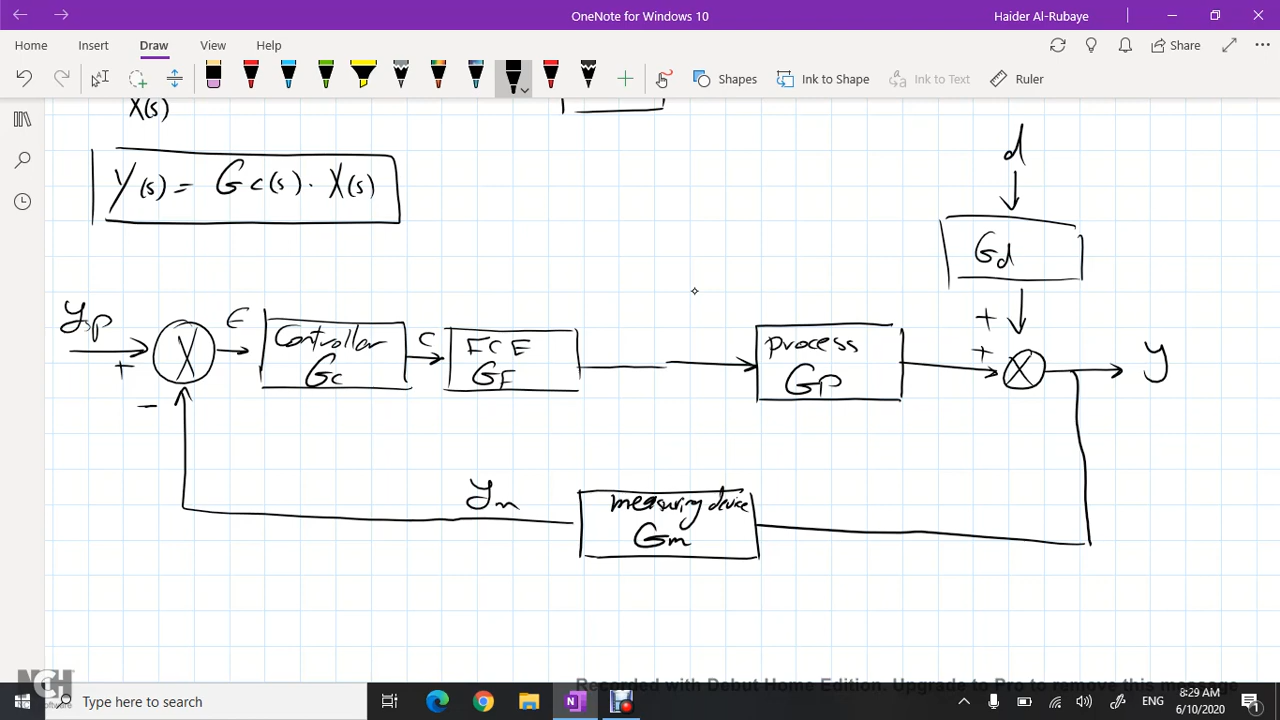 OneNote for Windows 10
Haider Al-Rubaye
Home Insert Draw View Help
Share
Shapes
Ink to Shape
Ink to Text
Ruler
X(s)
Y(s) = Gc(s) · X(s)
d
Gd
+
ysp
+
-
E
Controller
Gc
C
FCE
GF
process
GP
+
y
ym
measuring device
Gm
NCH
Software
Recorded with Debut Home Edition. Upgrade to Pro to remove this message
Type here to search
ENG
8:29 AM
6/10/2020
1